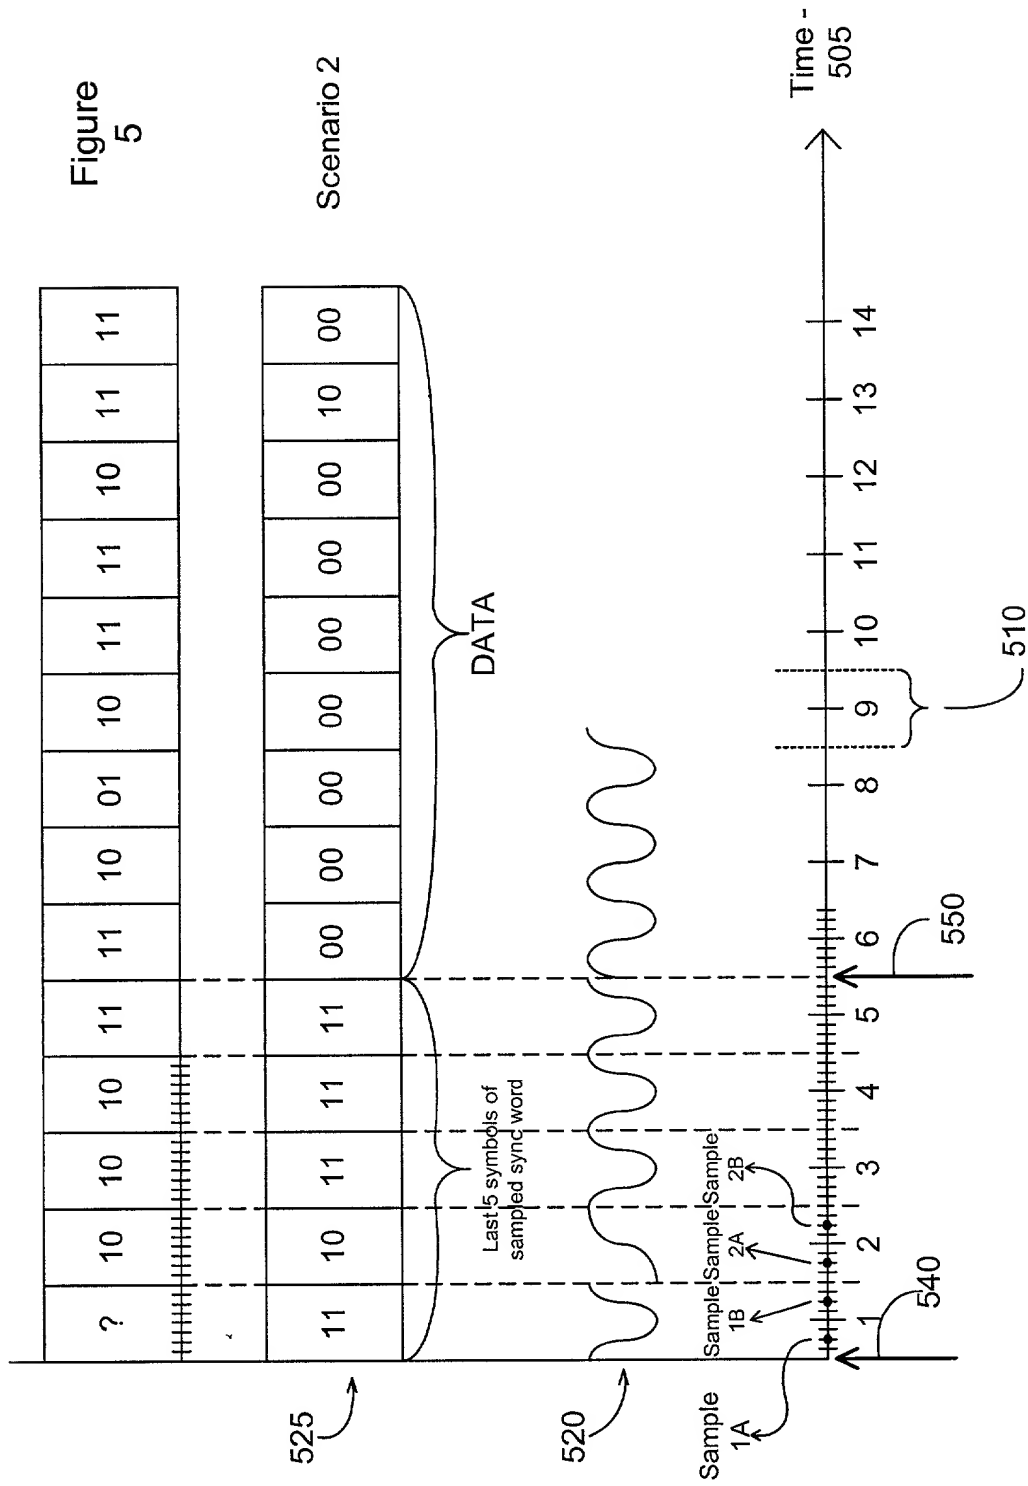 Figure
5
? 10 10 10 11 11 10 01 10 11 11 10 11 11
525
11 10 11 11 11 00 00 00 00 00 00 00 10 00
Scenario 2
Last 5 symbols of
sampled sync word
DATA
520
Sample
1A
Sample
1B
Sample
2A
Sample
2B
Time -
505
1 2 3 4 5 6 7 8 9 10 11 12 13 14
540
550
510